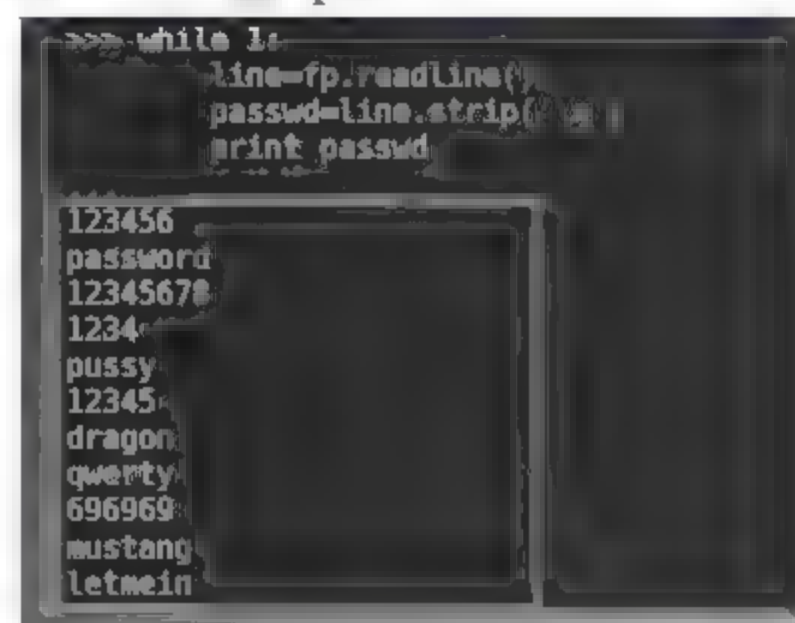 >>> while 1:
line=fp.readline()
passwd=line.strip(
print passwd
...
123456
password
12345678
1234
pussy
12345
dragon
qwerty
696969
mustang
letmein